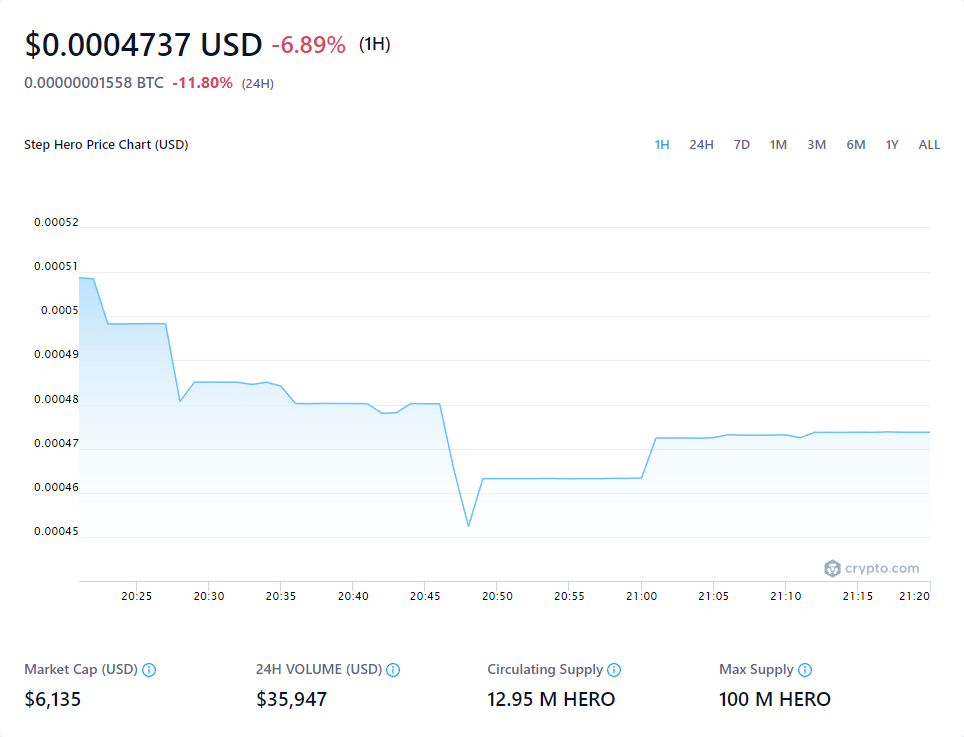 $0.0004737 USD -6.89% (1H)
0.00000001558 BTC -11.80% (24H)
Step Hero Price Chart (USD) 1H 24H 7D 1M 3M 6M 1Y ALL
0.00052
0.00051
0.0005
0.00049
0.00048
0.00047
0.00046
0.00045
crypto.com
20:25 20:30 20:35 20:40 20:45 20:50 20:55 21:00 21:05 21:10 21:15 21:20
Market Cap (USD) 24H VOLUME (USD) Circulating Supply Max Supply
$6,135 $35,947 12.95 M HERO 100 M HERO